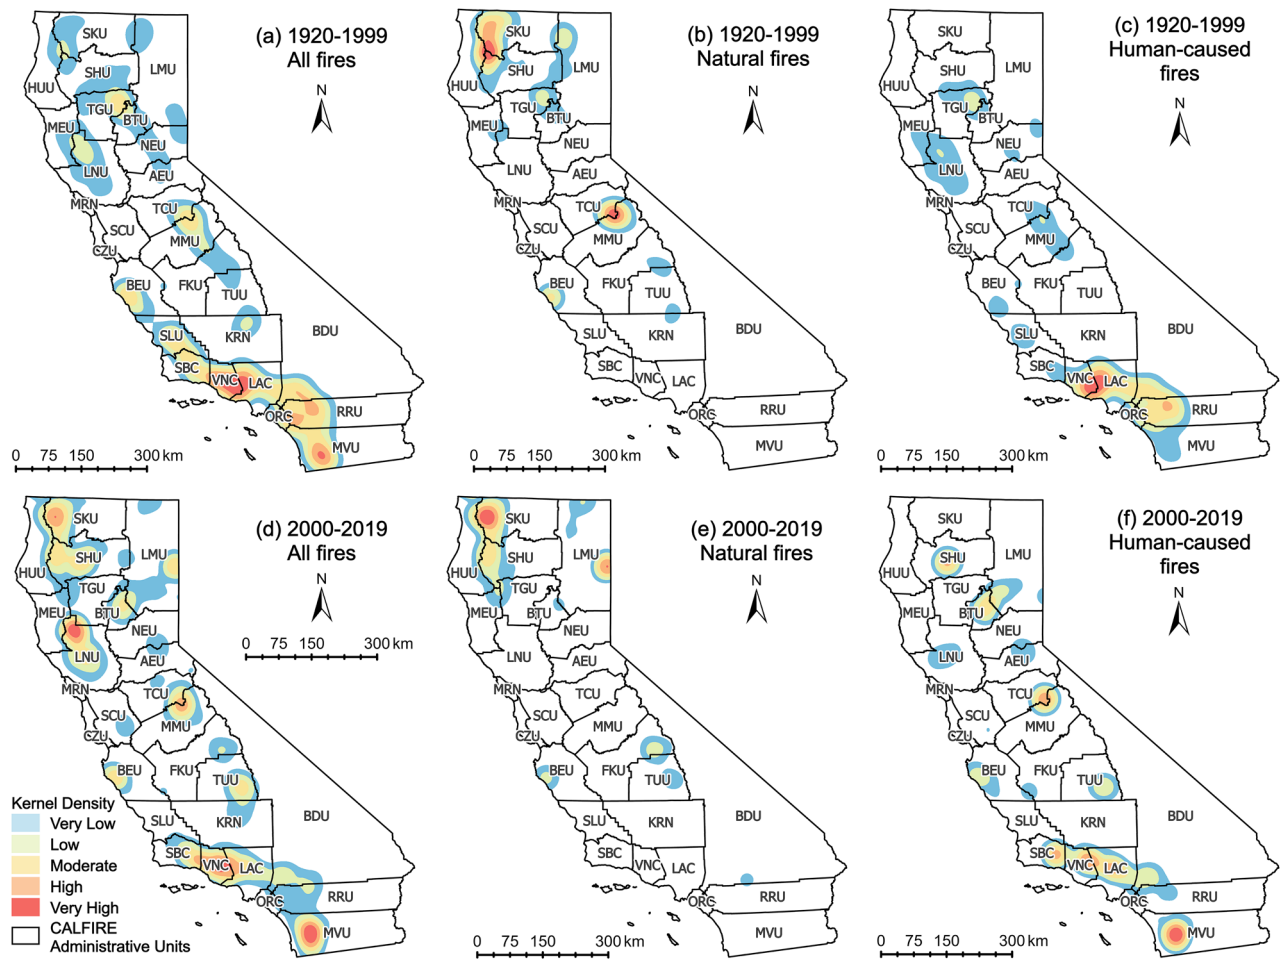 (a) 1920-1999
All fires
N
SKU
SHU
LMU
HUU
TGU
BTU
MEU
NEU
LNU
AEU
MRN
TCU
SCU
MMU
CZU
BEU
FKU
TUU
SLU
KRN
BDU
SBC
VNC
LAC
ORC
RRU
MVU
0 75 150 300 km
(b) 1920-1999
Natural fires
N
SKU
SHU
LMU
HUU
TGU
BTU
MEU
NEU
LNU
AEU
MRN
TCU
SCU
MMU
CZU
BEU
FKU
TUU
SLU
KRN
BDU
SBC
VNC
LAC
ORC
RRU
MVU
0 75 150 300 km
(c) 1920-1999
Human-caused
fires
N
SKU
SHU
LMU
HUU
TGU
BTU
MEU
NEU
LNU
AEU
MRN
TCU
SCU
MMU
CZU
BEU
FKU
TUU
SLU
KRN
BDU
SBC
VNC
LAC
ORC
RRU
MVU
0 75 150 300 km
(d) 2000-2019
All fires
N
0 75 150 300 km
SKU
SHU
LMU
HUU
TGU
MEU
BTU
NEU
LNU
AEU
MRN
TCU
SCU
MMU
CZU
BEU
FKU
TUU
SLU
KRN
BDU
SBC
VNC
LAC
ORC
RRU
MVU
Kernel Density
Very Low
Low
Moderate
High
Very High
CALFIRE
Administrative Units
(e) 2000-2019
Natural fires
N
SKU
SHU
LMU
HUU
TGU
MEU
BTU
NEU
LNU
AEU
MRN
TCU
SCU
MMU
CZU
BEU
FKU
TUU
SLU
KRN
BDU
SBC
VNC
LAC
ORC
RRU
MVU
0 75 150 300 km
(f) 2000-2019
Human-caused
fires
N
SKU
SHU
LMU
HUU
TGU
MEU
BTU
NEU
LNU
AEU
MRN
TCU
SCU
MMU
CZU
BEU
FKU
TUU
SLU
KRN
BDU
SBC
VNC
LAC
ORC
RRU
MVU
0 75 150 300 km